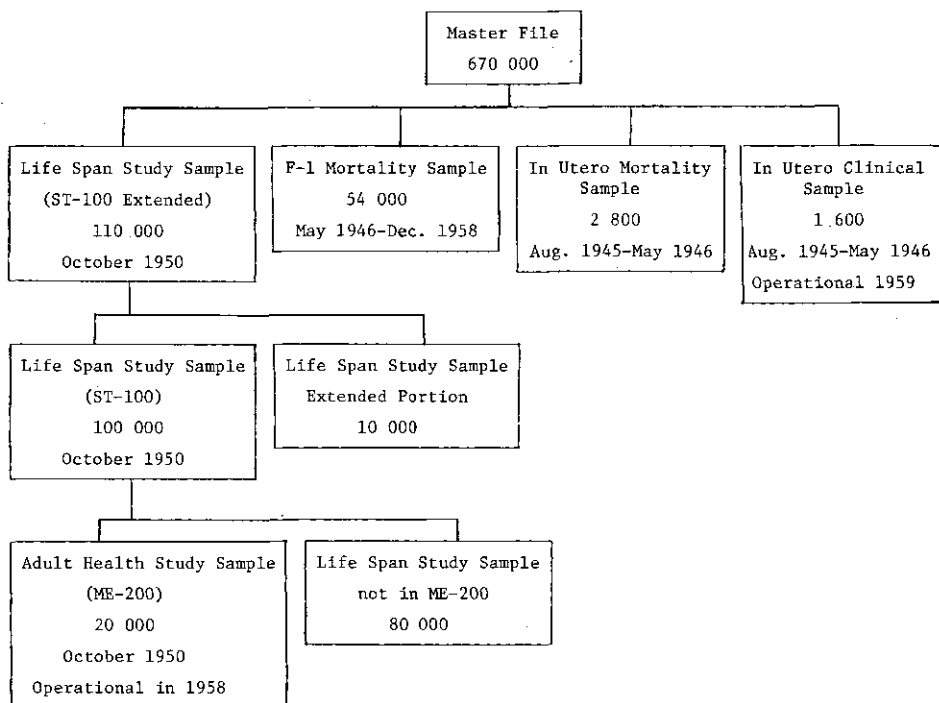 Master File
670 000
Life Span Study Sample
(ST-100 Extended)
110 000
October 1950
F-1 Mortality Sample
54 000
May 1946-Dec. 1958
In Utero Mortality
Sample
2 800
Aug. 1945-May 1946
In Utero Clinical
Sample
1.600
Aug. 1945-May 1946
Operational 1959
Life Span Study Sample
(ST-100)
100 000
October 1950
Life Span Study Sample
Extended Portion
10 000
Adult Health Study Sample
(ME-200)
20 000
October 1950
Operational in 1958
Life Span Study Sample
not in ME-200
80 000